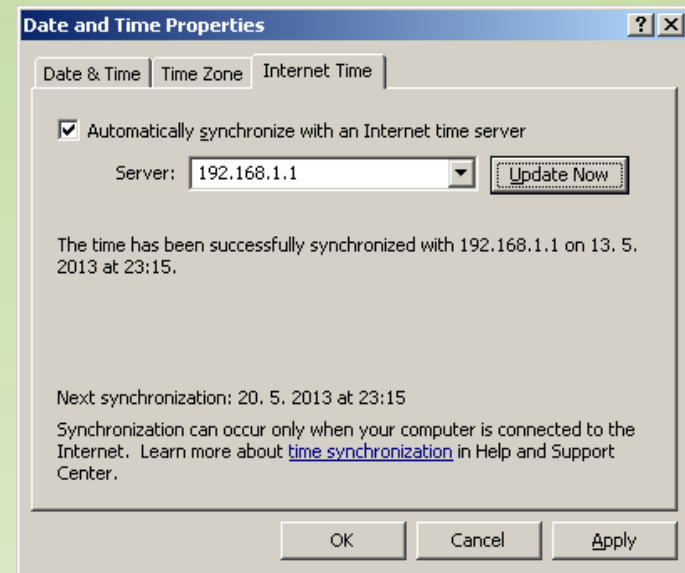 Date and Time Properties
Date & Time
Time Zone
Internet Time
Automatically synchronize with an Internet time server
Server:
192.168.1.1
Update Now
The time has been successfully synchronized with 192.168.1.1 on 13. 5.
2013 at 23:15.
Next synchronization: 20. 5. 2013 at 23:15
Synchronization can occur only when your computer is connected to the
Internet. Learn more about time synchronization in Help and Support
Center.
OK
Cancel
Apply